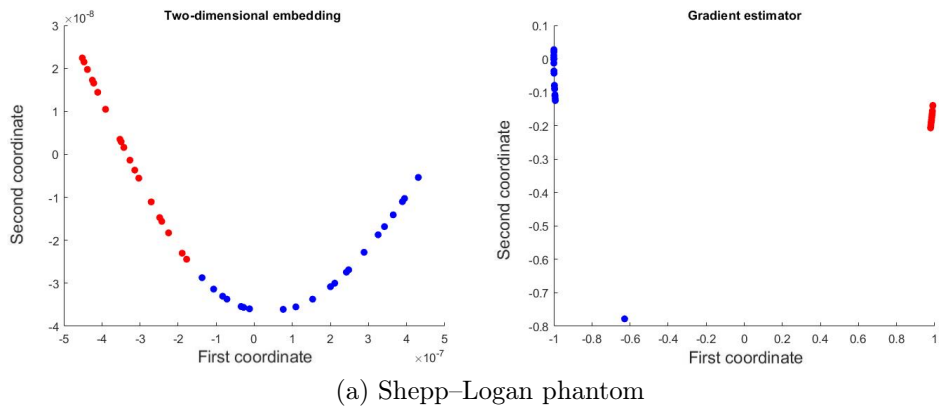 Two-dimensional embedding
×10⁻⁸
3
2
1
0
-1
-2
-3
-4
Second coordinate
-5 -4 -3 -2 -1 0 1 2 3 4 5
First coordinate
×10⁻⁷
Gradient estimator
0.1
0
-0.1
-0.2
-0.3
-0.4
-0.5
-0.6
-0.7
-0.8
Second coordinate
-1 -0.8 -0.6 -0.4 -0.2 0 0.2 0.4 0.6 0.8 1
First coordinate
(a) Shepp–Logan phantom